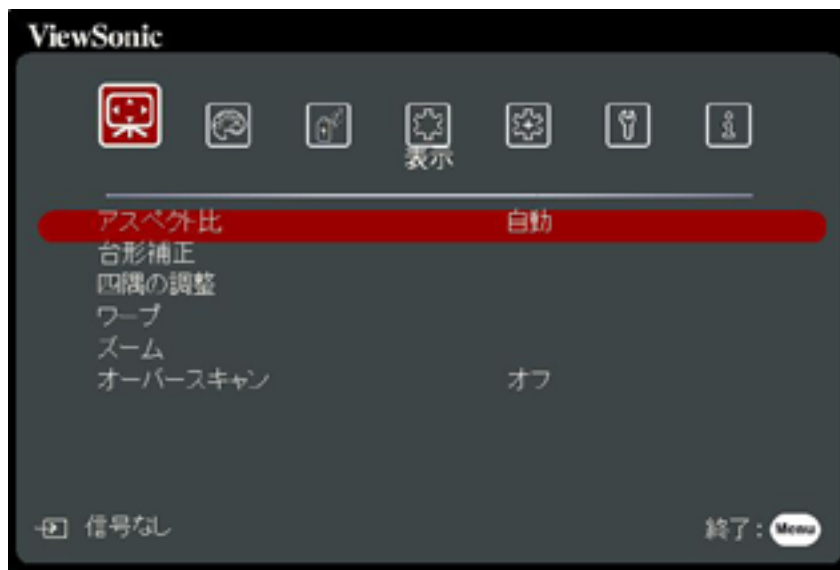 ViewSonic
表示
アスペクト比 自動
台形補正
四隅の調整
ワープ
ズーム
オーバースキャン オフ
信号なし 終了: Menu